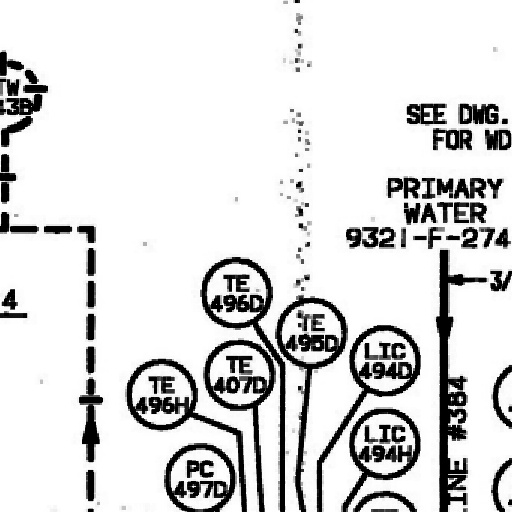 TW
43B
SEE DWG.
FOR WD
PRIMARY
WATER
9321-F-274
3/
4
TE
496D
TE
495D
LIC
494D
TE
407D
TE
496H
LINE #384
LIC
494H
PC
497D